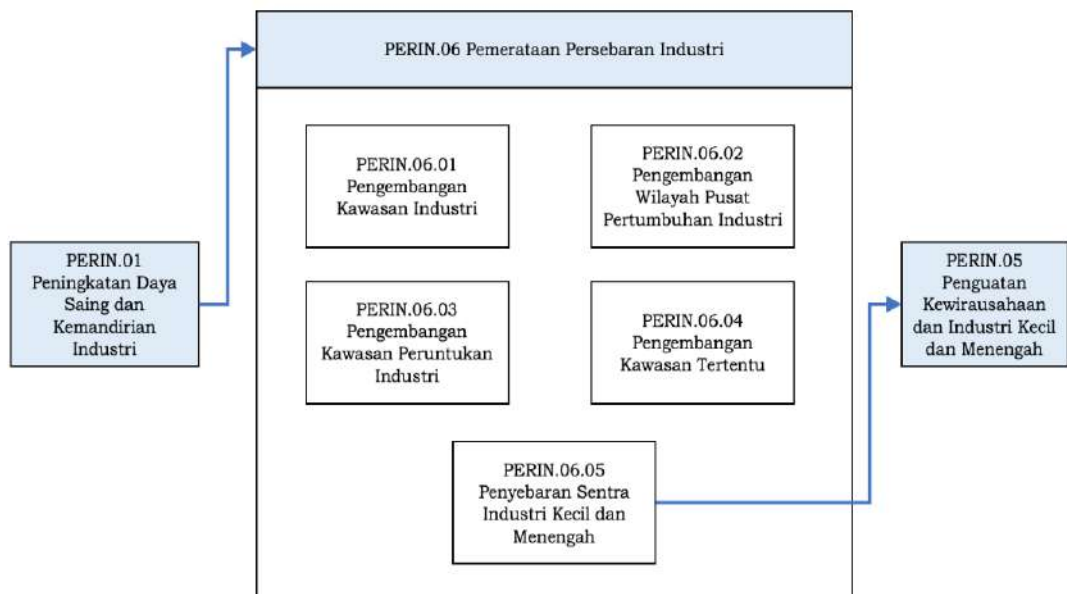 PERIN.06 Pemerataan Persebaran Industri
PERIN.06.01
Pengembangan
Kawasan Industri
PERIN.06.02
Pengembangan
Wilayah Pusat
Pertumbuhan Industri
PERIN.01
Peningkatan Daya
Saing dan
Kemandirian
Industri
PERIN.06.03
Pengembangan
Kawasan Peruntukan
Industri
PERIN.06.04
Pengembangan
Kawasan Tertentu
PERIN.05
Penguatan
Kewirausahaan
dan Industri Kecil
dan Menengah
PERIN.06.05
Penyebaran Sentra
Industri Kecil dan
Menengah